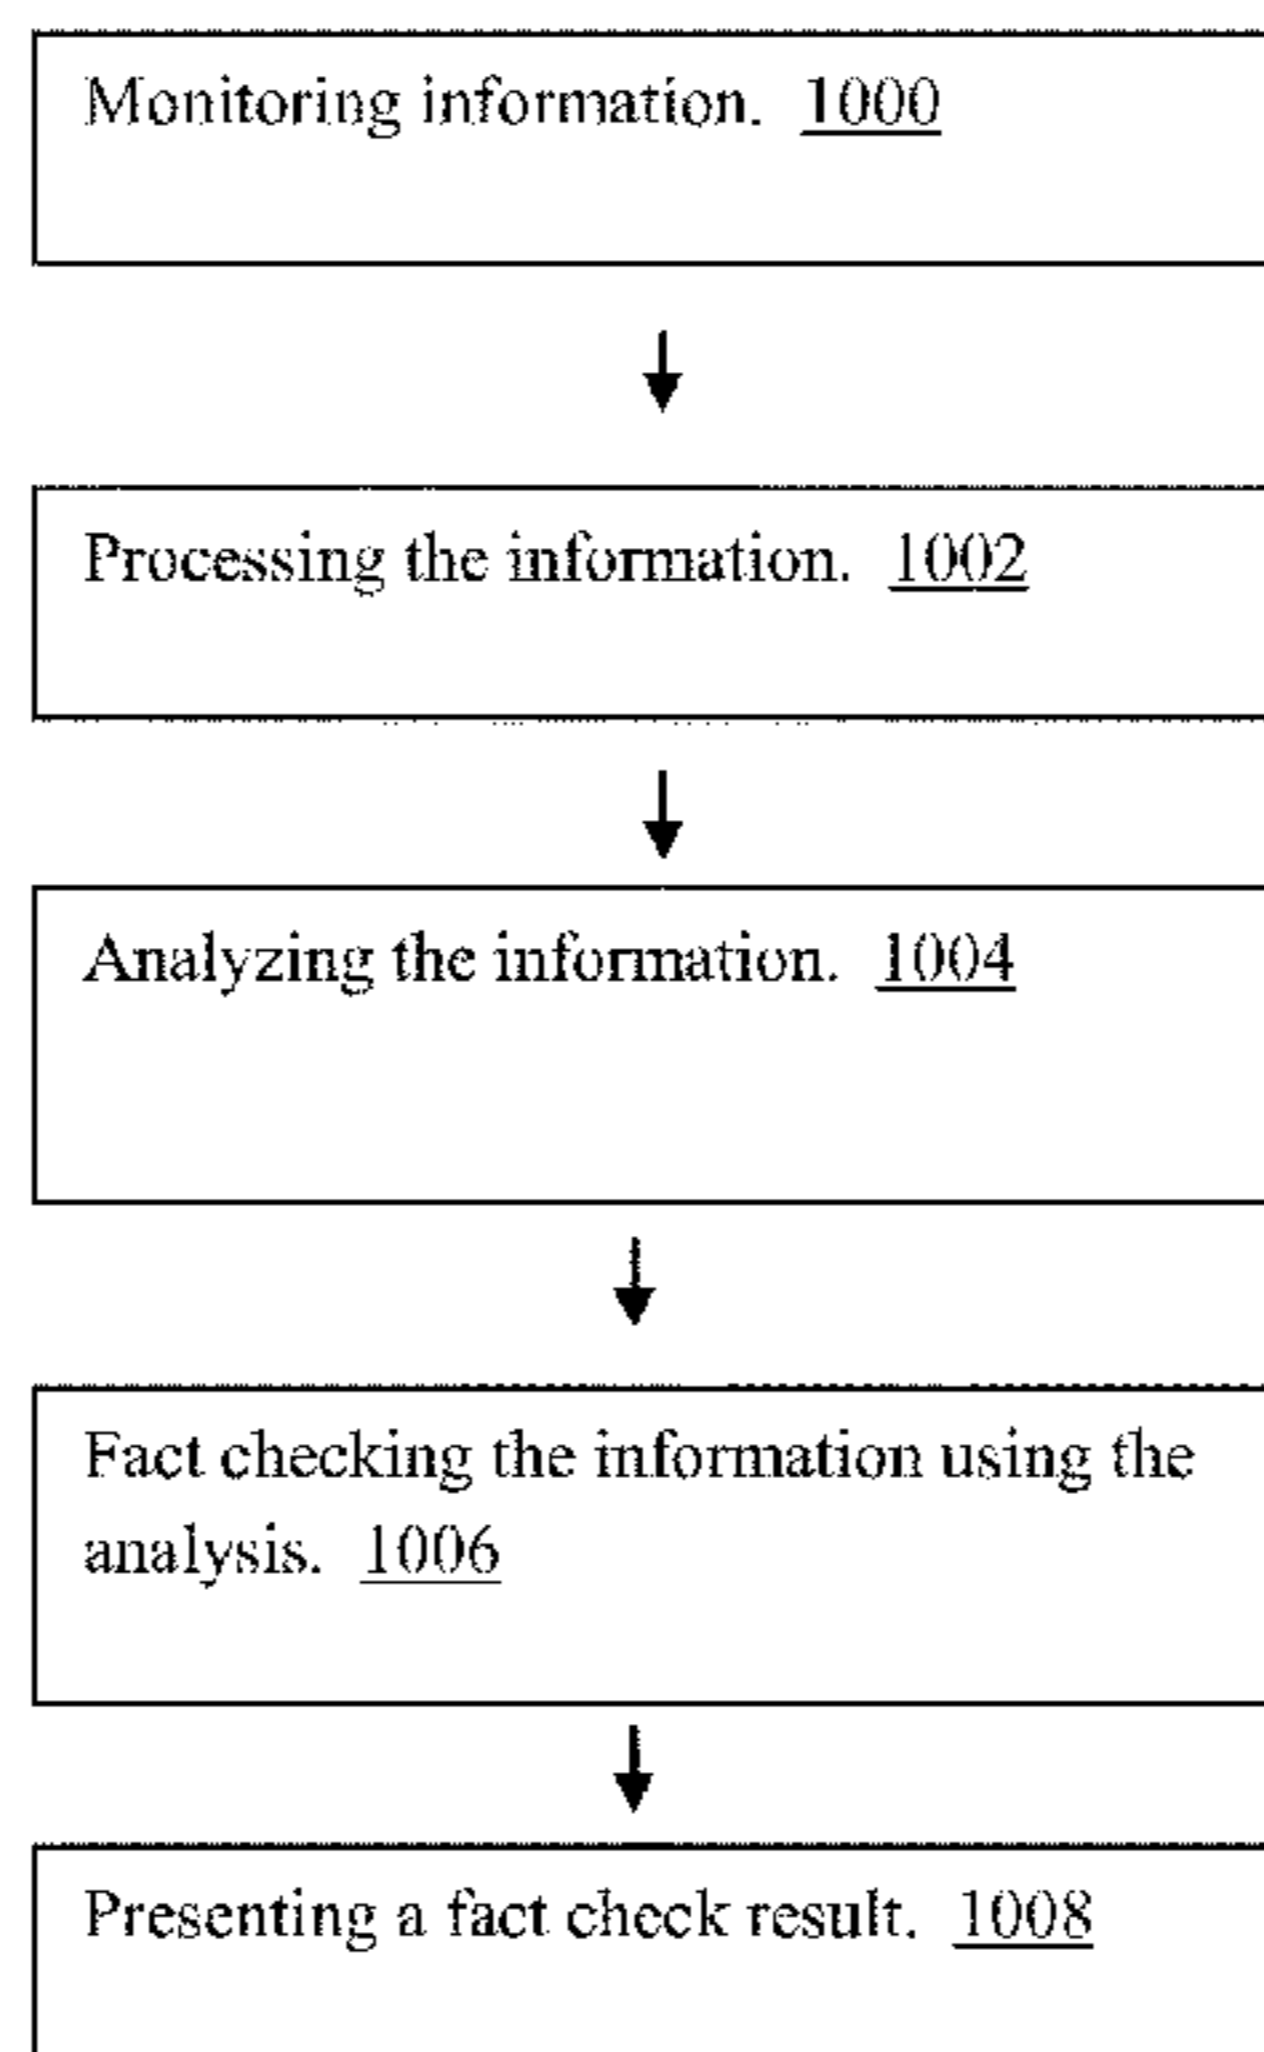 Monitoring information. 1000
Processing the information. 1002
Analyzing the information. 1004
Fact checking the information using the
analysis. 1006
Presenting a fact check result. 1008